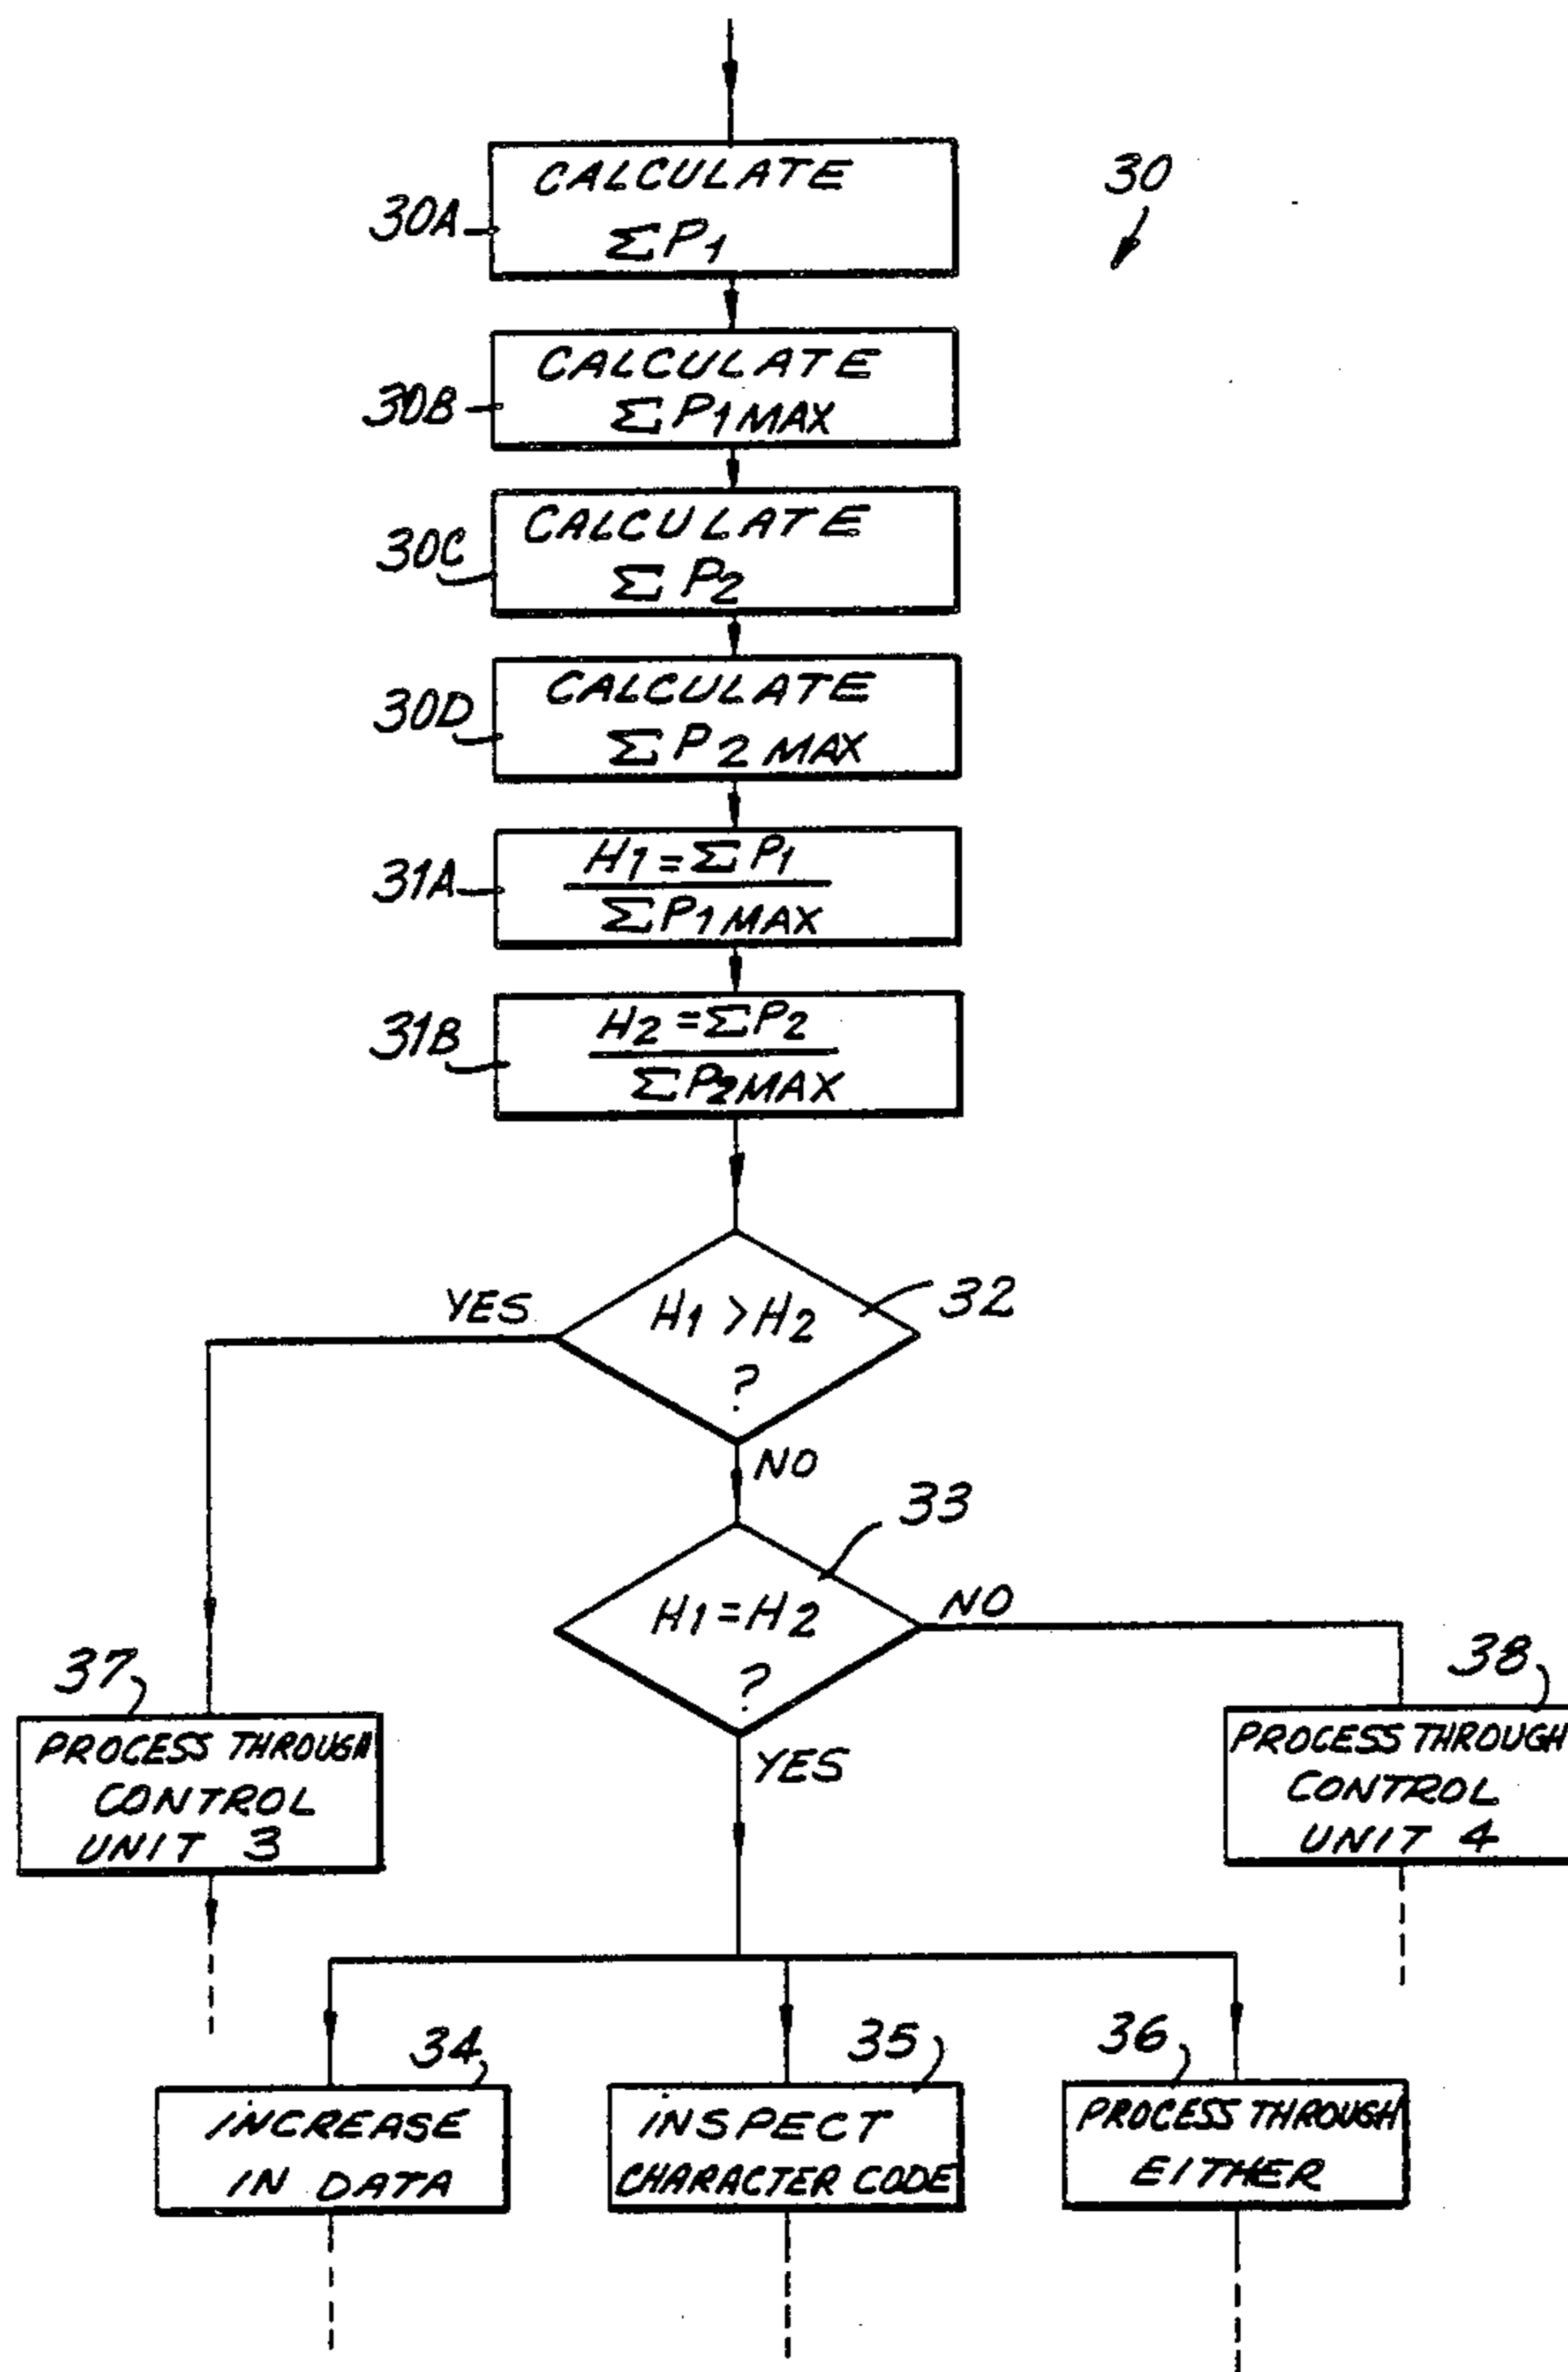 30
CALCULATE
30A
ΣP1
CALCULATE
30B
ΣP1MAX
CALCULATE
30C
ΣP2
CALCULATE
30D
ΣP2 MAX
31A
H1=ΣP1
ΣP1MAX
31B
H2=ΣP2
ΣP2MAX
YES
H1>H2
?
32
NO
33
H1=H2
?
NO
37
PROCESS THROUGH
CONTROL
UNIT 3
38
PROCESS THROUGH
CONTROL
UNIT 4
YES
34
INCREASE
IN DATA
35
INSPECT
CHARACTER CODE
36
PROCESS THROUGH
EITHER